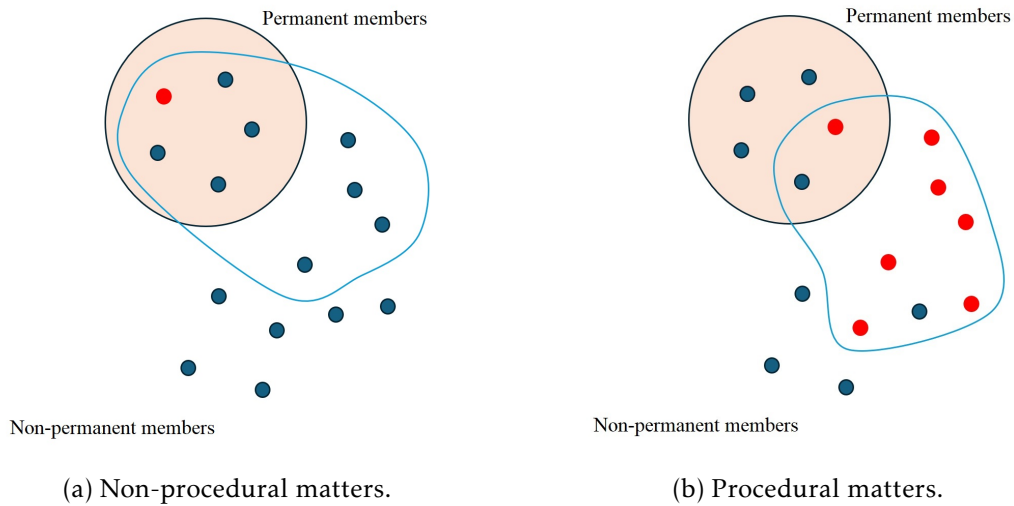 Permanent members
Non-permanent members
(a) Non-procedural matters.
Permanent members
Non-permanent members
(b) Procedural matters.